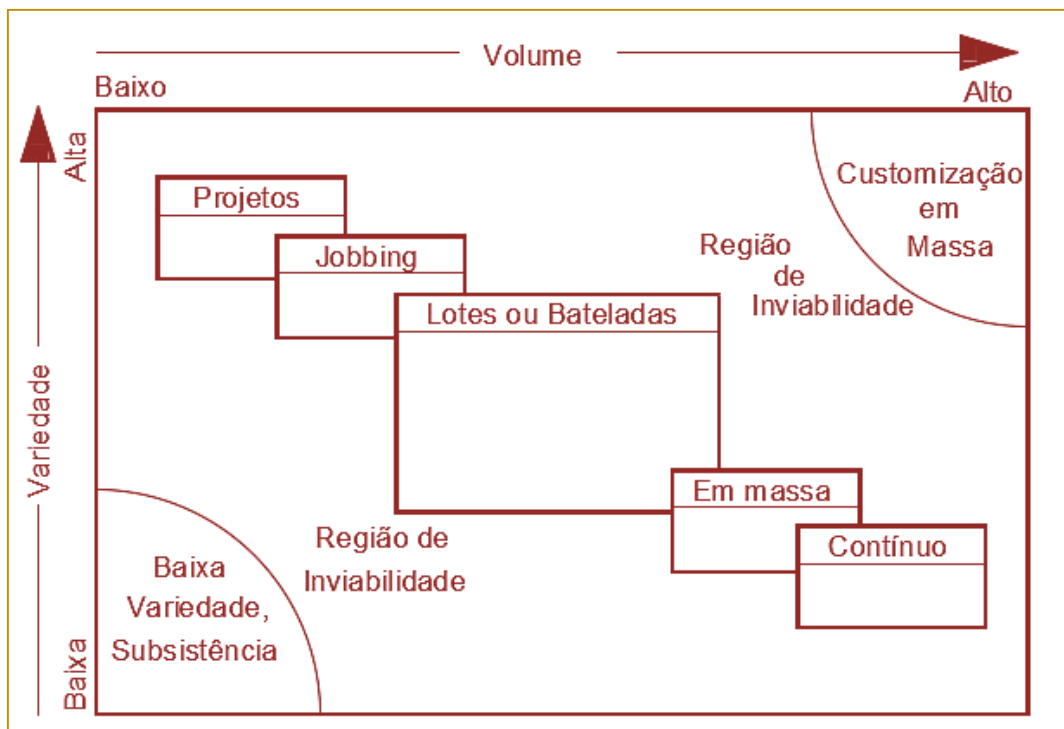 Volume
Baixo
Alto
Alta
Variedade
Baixa
Projetos
Jobbing
Lotes ou Bateladas
Em massa
Contínuo
Customização
em
Massa
Região
de
Inviabilidade
Região de
Inviabilidade
Baixa
Variedade,
Subsistência